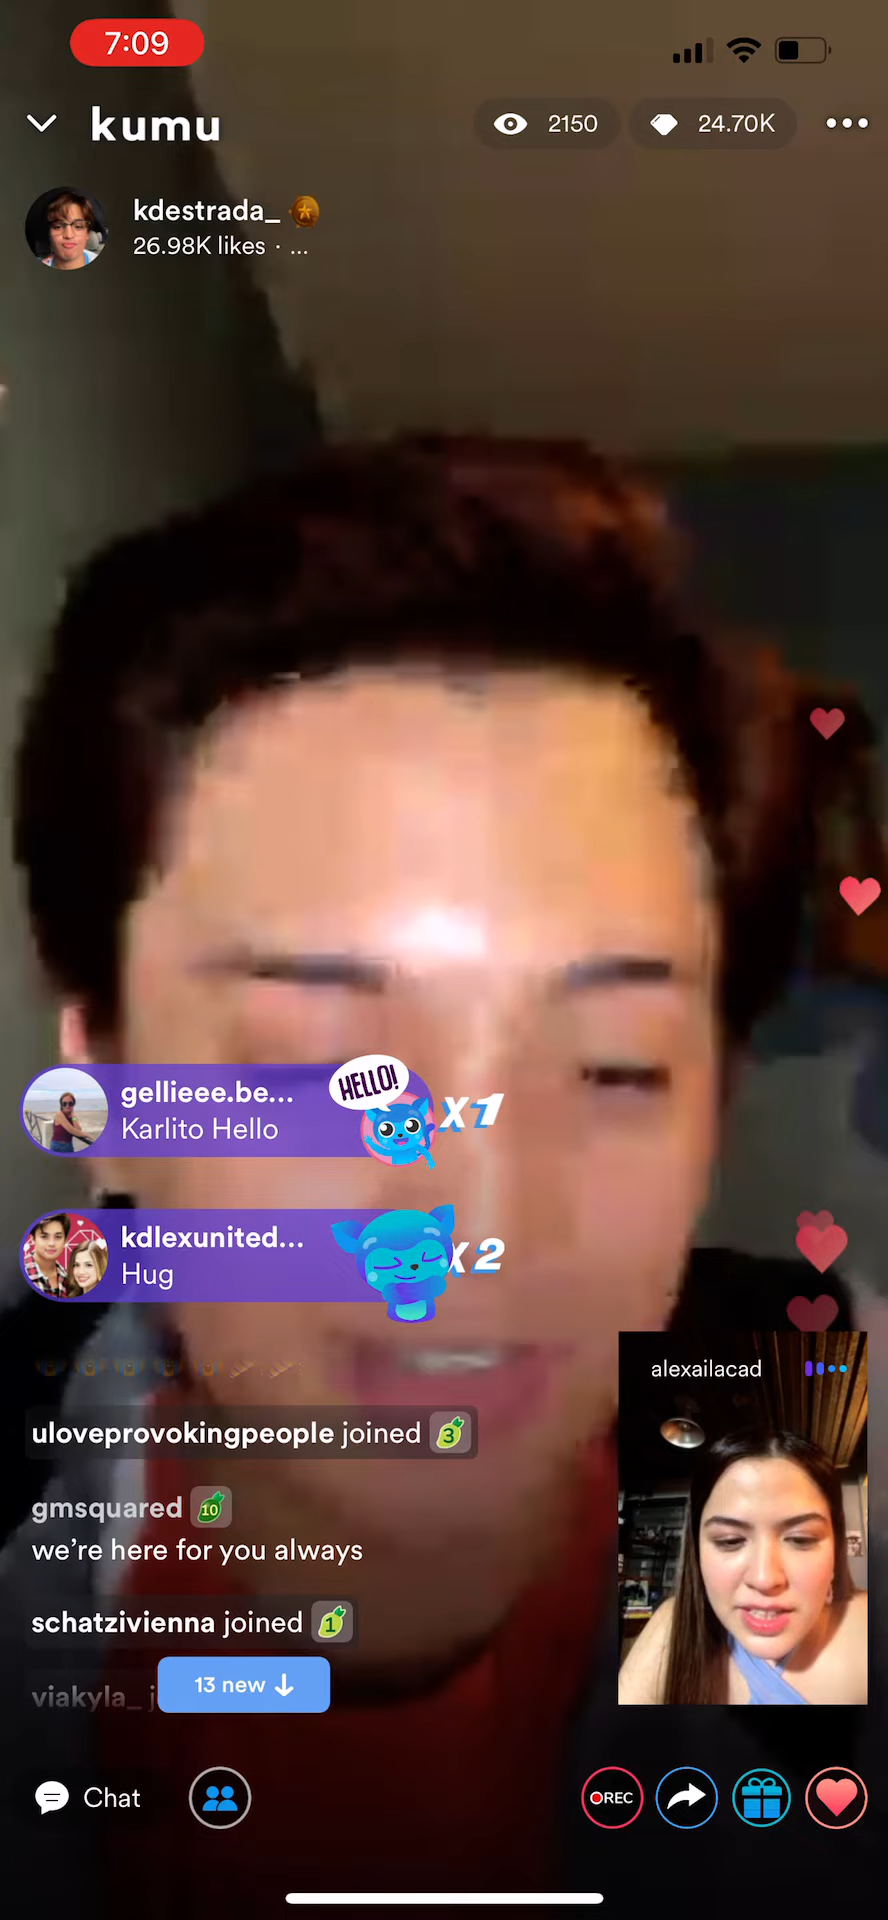 7:09
kumu
2150
24.70K
kdestrada_
26.98K likes · ...
gellieee.be...
Karlito Hello
HELLO!
X1
kdlexunited...
Hug
X2
alexailacad
uloveprovokingpeople joined 3
gmsquared 10
we're here for you always
schatzivienna joined 1
viakyla_ j
13 new
Chat
REC